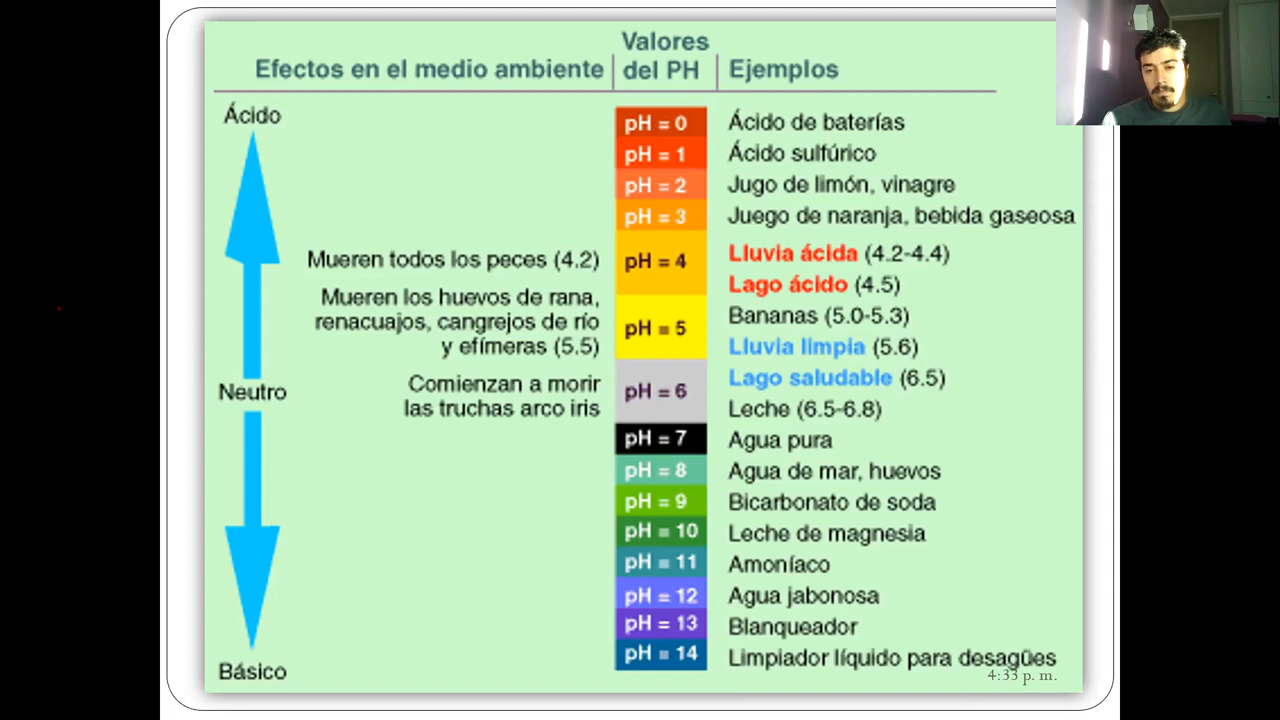 Efectos en el medio ambiente
Valores
del PH
Ejemplos
Ácido
pH = 0
Ácido de baterías
pH = 1
Ácido sulfúrico
pH = 2
Jugo de limón, vinagre
pH = 3
Juego de naranja, bebida gaseosa
Mueren todos los peces (4.2)
pH = 4
Lluvia ácida (4.2-4.4)
Lago ácido (4.5)
Mueren los huevos de rana,
renacuajos, cangrejos de río
y efímeras (5.5)
pH = 5
Bananas (5.0-5.3)
Lluvia limpia (5.6)
Neutro
Comienzan a morir
las truchas arco iris
pH = 6
Lago saludable (6.5)
Leche (6.5-6.8)
pH = 7
Agua pura
pH = 8
Agua de mar, huevos
pH = 9
Bicarbonato de soda
pH = 10
Leche de magnesia
pH = 11
Amoníaco
pH = 12
Agua jabonosa
pH = 13
Blanqueador
pH = 14
Limpiador líquido para desagües
Básico
4:33 p. m.